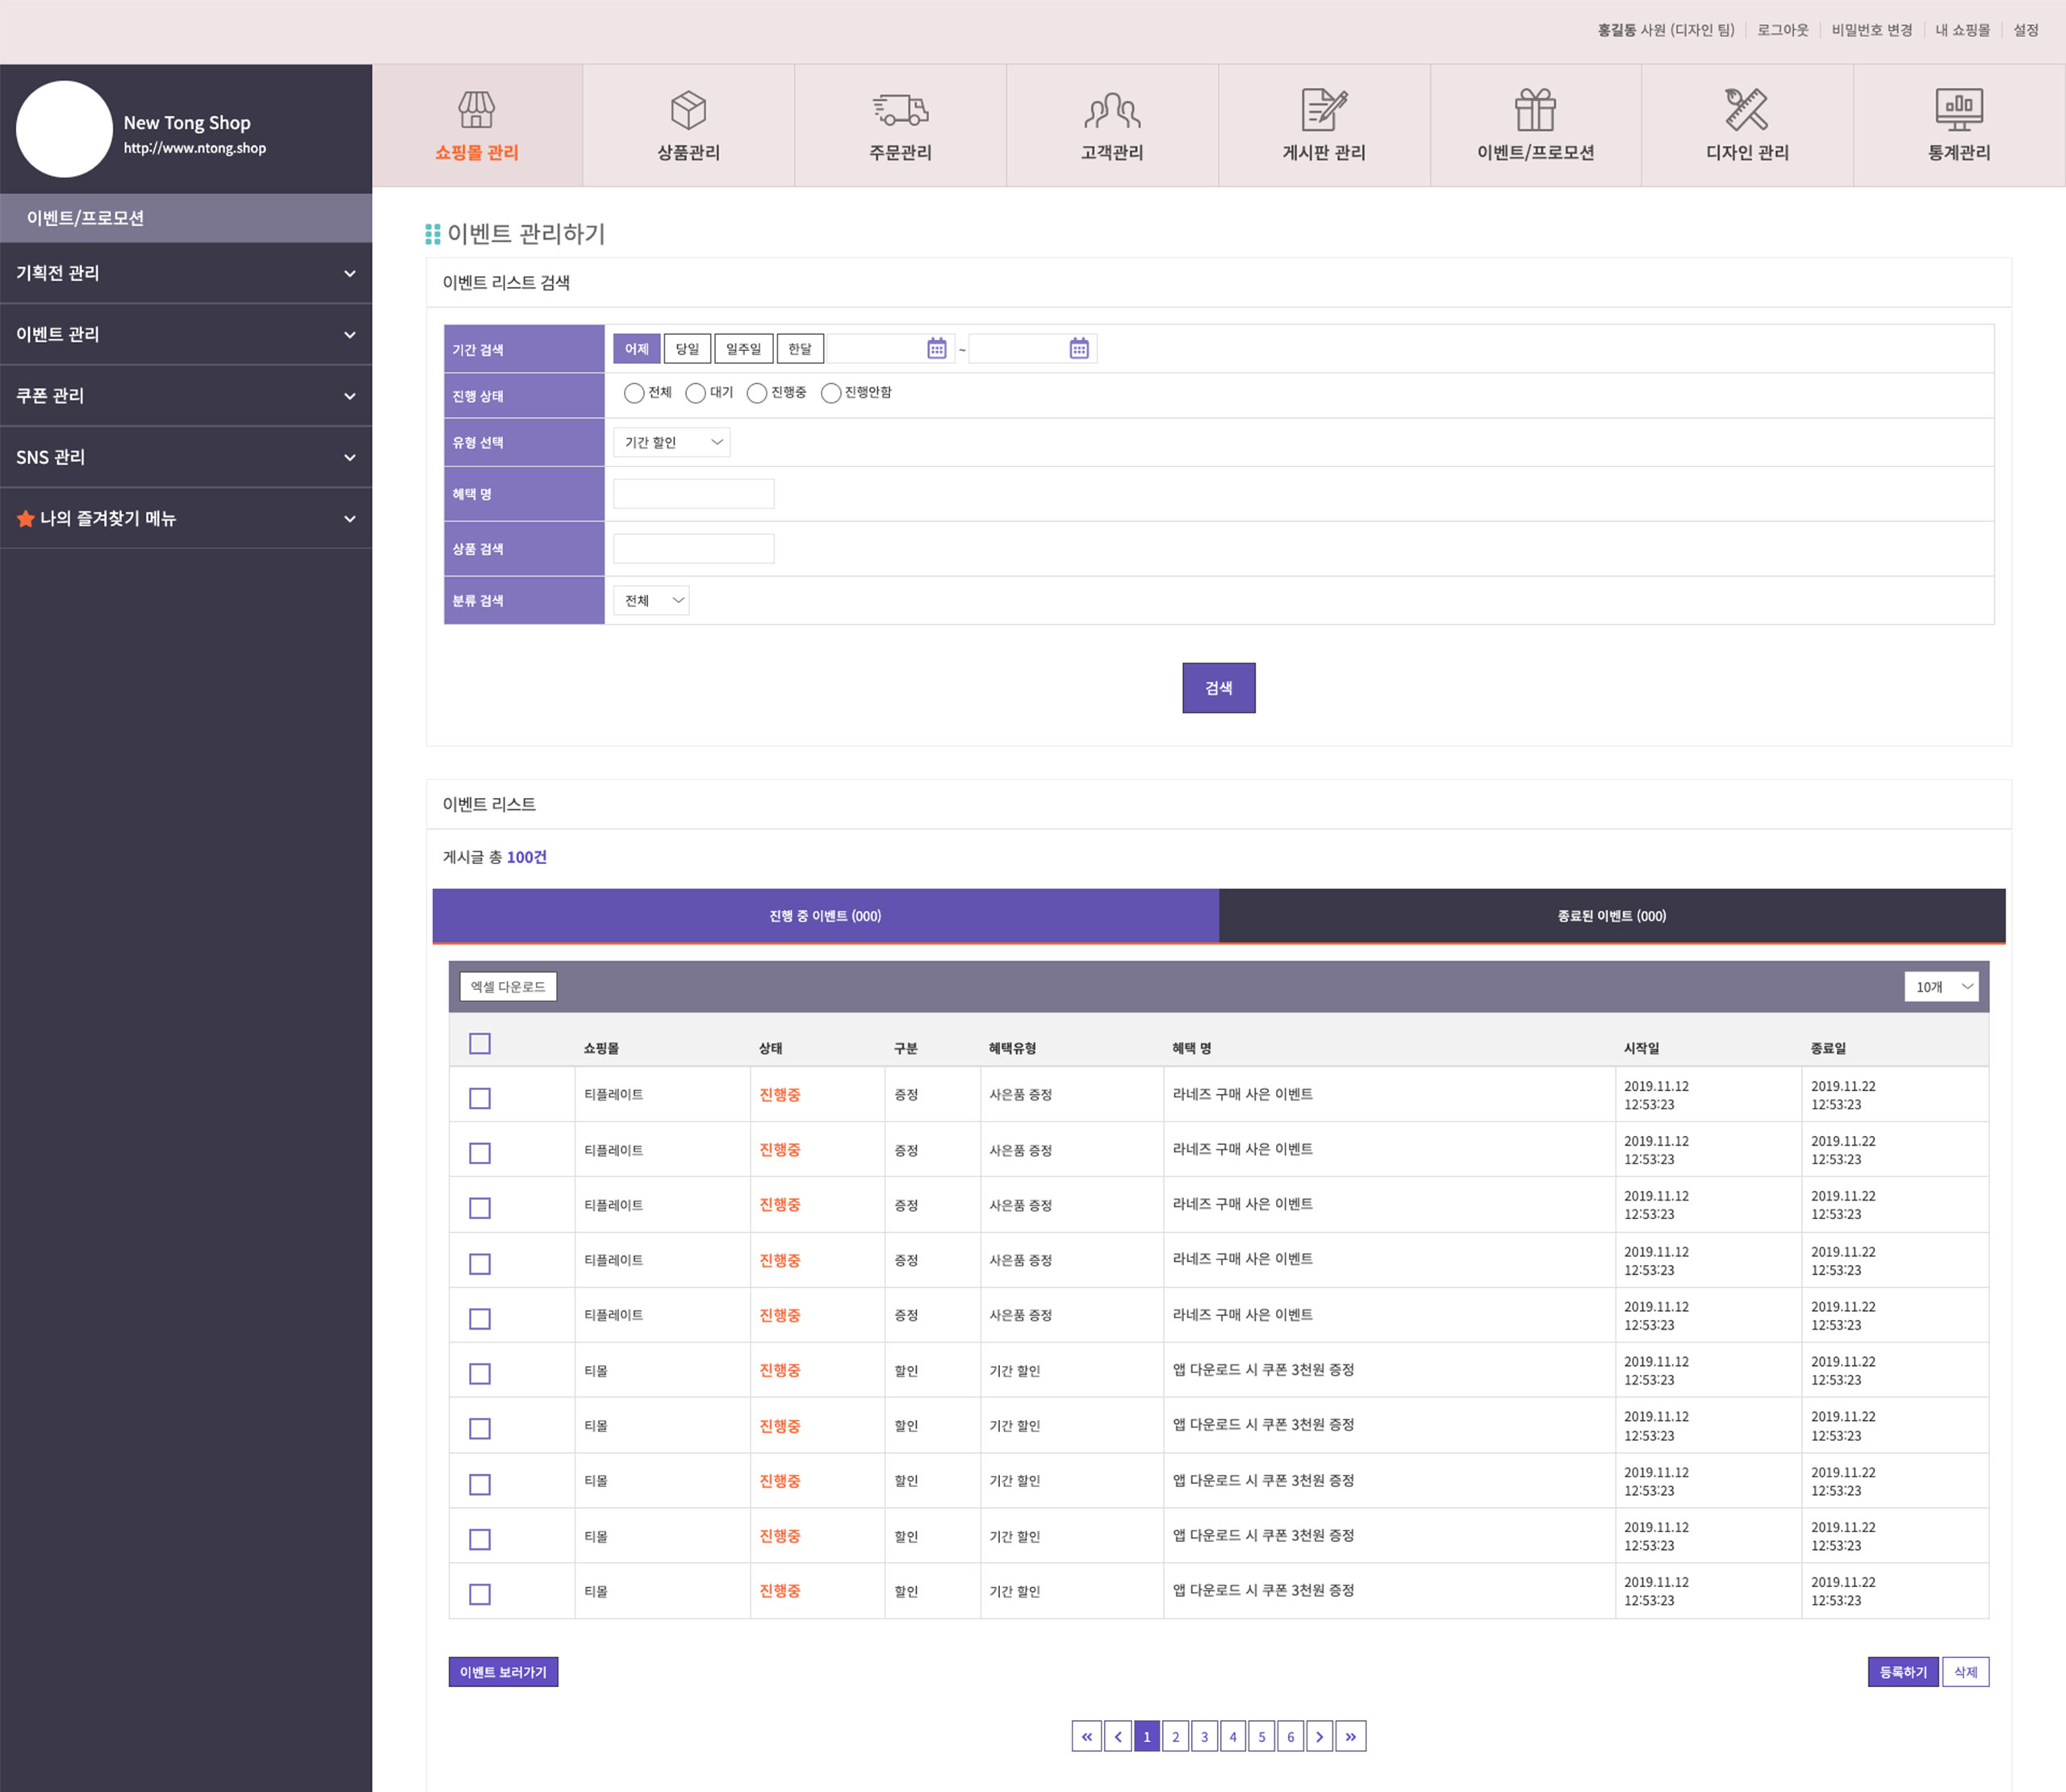 홍길동 사원 (디자인 팀) 로그아웃 비밀번호 변경 내 쇼핑몰 설정
New Tong Shop
http://www.ntong.shop
쇼핑몰 관리 상품관리 주문관리 고객관리 게시판 관리 이벤트/프로모션 디자인 관리 통계관리
이벤트/프로모션
기획전 관리
이벤트 관리
쿠폰 관리
SNS 관리
나의 즐겨찾기 메뉴
이벤트 관리하기
이벤트 리스트 검색
기간 검색 어제 당일 일주일 한달 ~
진행 상태 전체 대기 진행중 진행안함
유형 선택 기간 할인
혜택 명
상품 검색
분류 검색 전체
검색
이벤트 리스트
게시글 총 100건
진행 중 이벤트 (000) 종료된 이벤트 (000)
엑셀 다운로드 10개
쇼핑몰 상태 구분 혜택유형 혜택 명 시작일 종료일
티플레이트 진행중 증정 사은품 증정 라네즈 구매 사은 이벤트 2019.11.12 2019.11.22
12:53:23 12:53:23
티플레이트 진행중 증정 사은품 증정 라네즈 구매 사은 이벤트 2019.11.12 2019.11.22
12:53:23 12:53:23
티플레이트 진행중 증정 사은품 증정 라네즈 구매 사은 이벤트 2019.11.12 2019.11.22
12:53:23 12:53:23
티플레이트 진행중 증정 사은품 증정 라네즈 구매 사은 이벤트 2019.11.12 2019.11.22
12:53:23 12:53:23
티플레이트 진행중 증정 사은품 증정 라네즈 구매 사은 이벤트 2019.11.12 2019.11.22
12:53:23 12:53:23
티몰 진행중 할인 기간 할인 앱 다운로드 시 쿠폰 3천원 증정 2019.11.12 2019.11.22
12:53:23 12:53:23
티몰 진행중 할인 기간 할인 앱 다운로드 시 쿠폰 3천원 증정 2019.11.12 2019.11.22
12:53:23 12:53:23
티몰 진행중 할인 기간 할인 앱 다운로드 시 쿠폰 3천원 증정 2019.11.12 2019.11.22
12:53:23 12:53:23
티몰 진행중 할인 기간 할인 앱 다운로드 시 쿠폰 3천원 증정 2019.11.12 2019.11.22
12:53:23 12:53:23
티몰 진행중 할인 기간 할인 앱 다운로드 시 쿠폰 3천원 증정 2019.11.12 2019.11.22
12:53:23 12:53:23
이벤트 보러가기 등록하기 삭제
« ‹ 1 2 3 4 5 6 › »